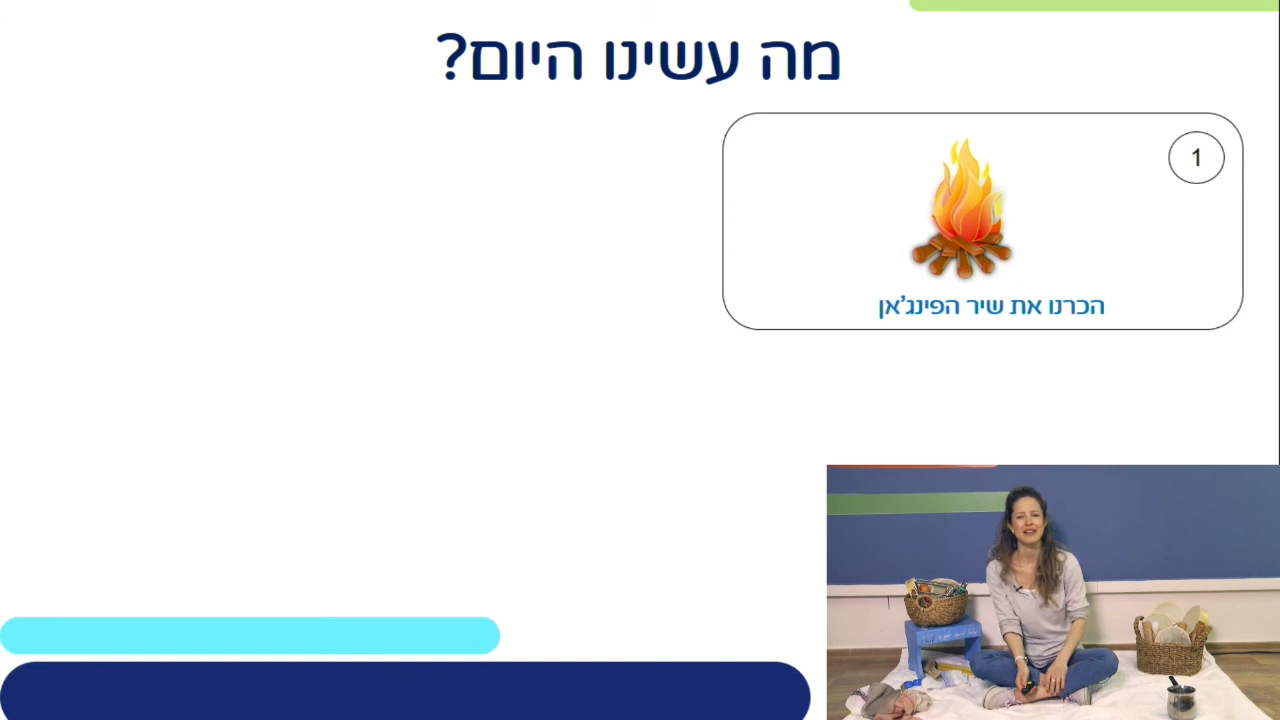 מה עשינו היום?
1
הכרנו את שיר הפינג'אן